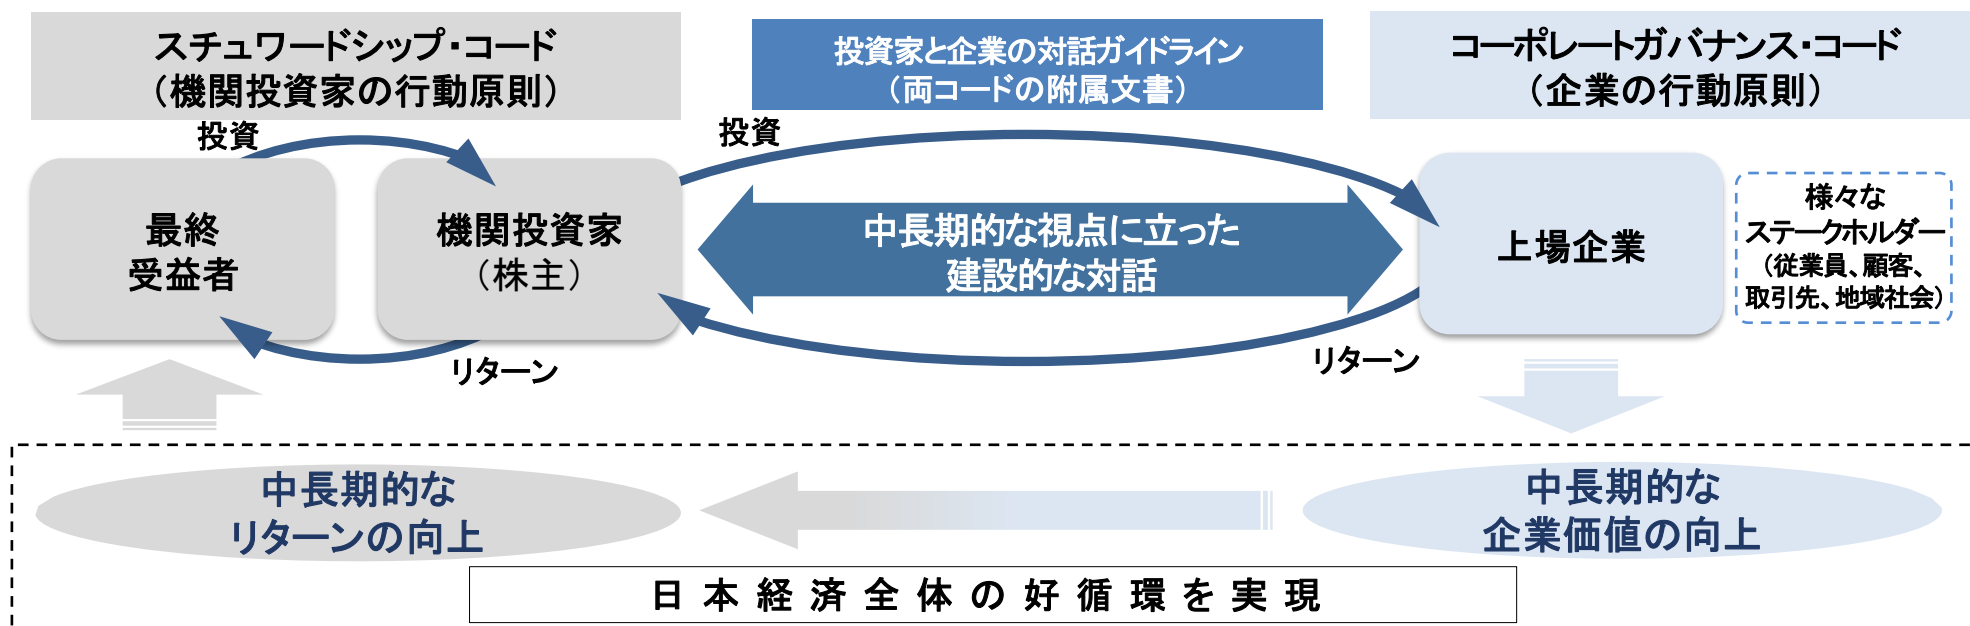 スチュワードシップ・コード
（機関投資家の行動原則）
投資家と企業の対話ガイドライン
（両コードの附属文書）
コーポレートガバナンス・コード
（企業の行動原則）
投資
投資
最終
受益者
機関投資家
（株主）
中長期的な視点に立った
建設的な対話
上場企業
様々な
ステークホルダー
（従業員、顧客、
取引先、地域社会）
リターン
リターン
中長期的な
リターンの向上
中長期的な
企業価値の向上
日本経済全体の好循環を実現